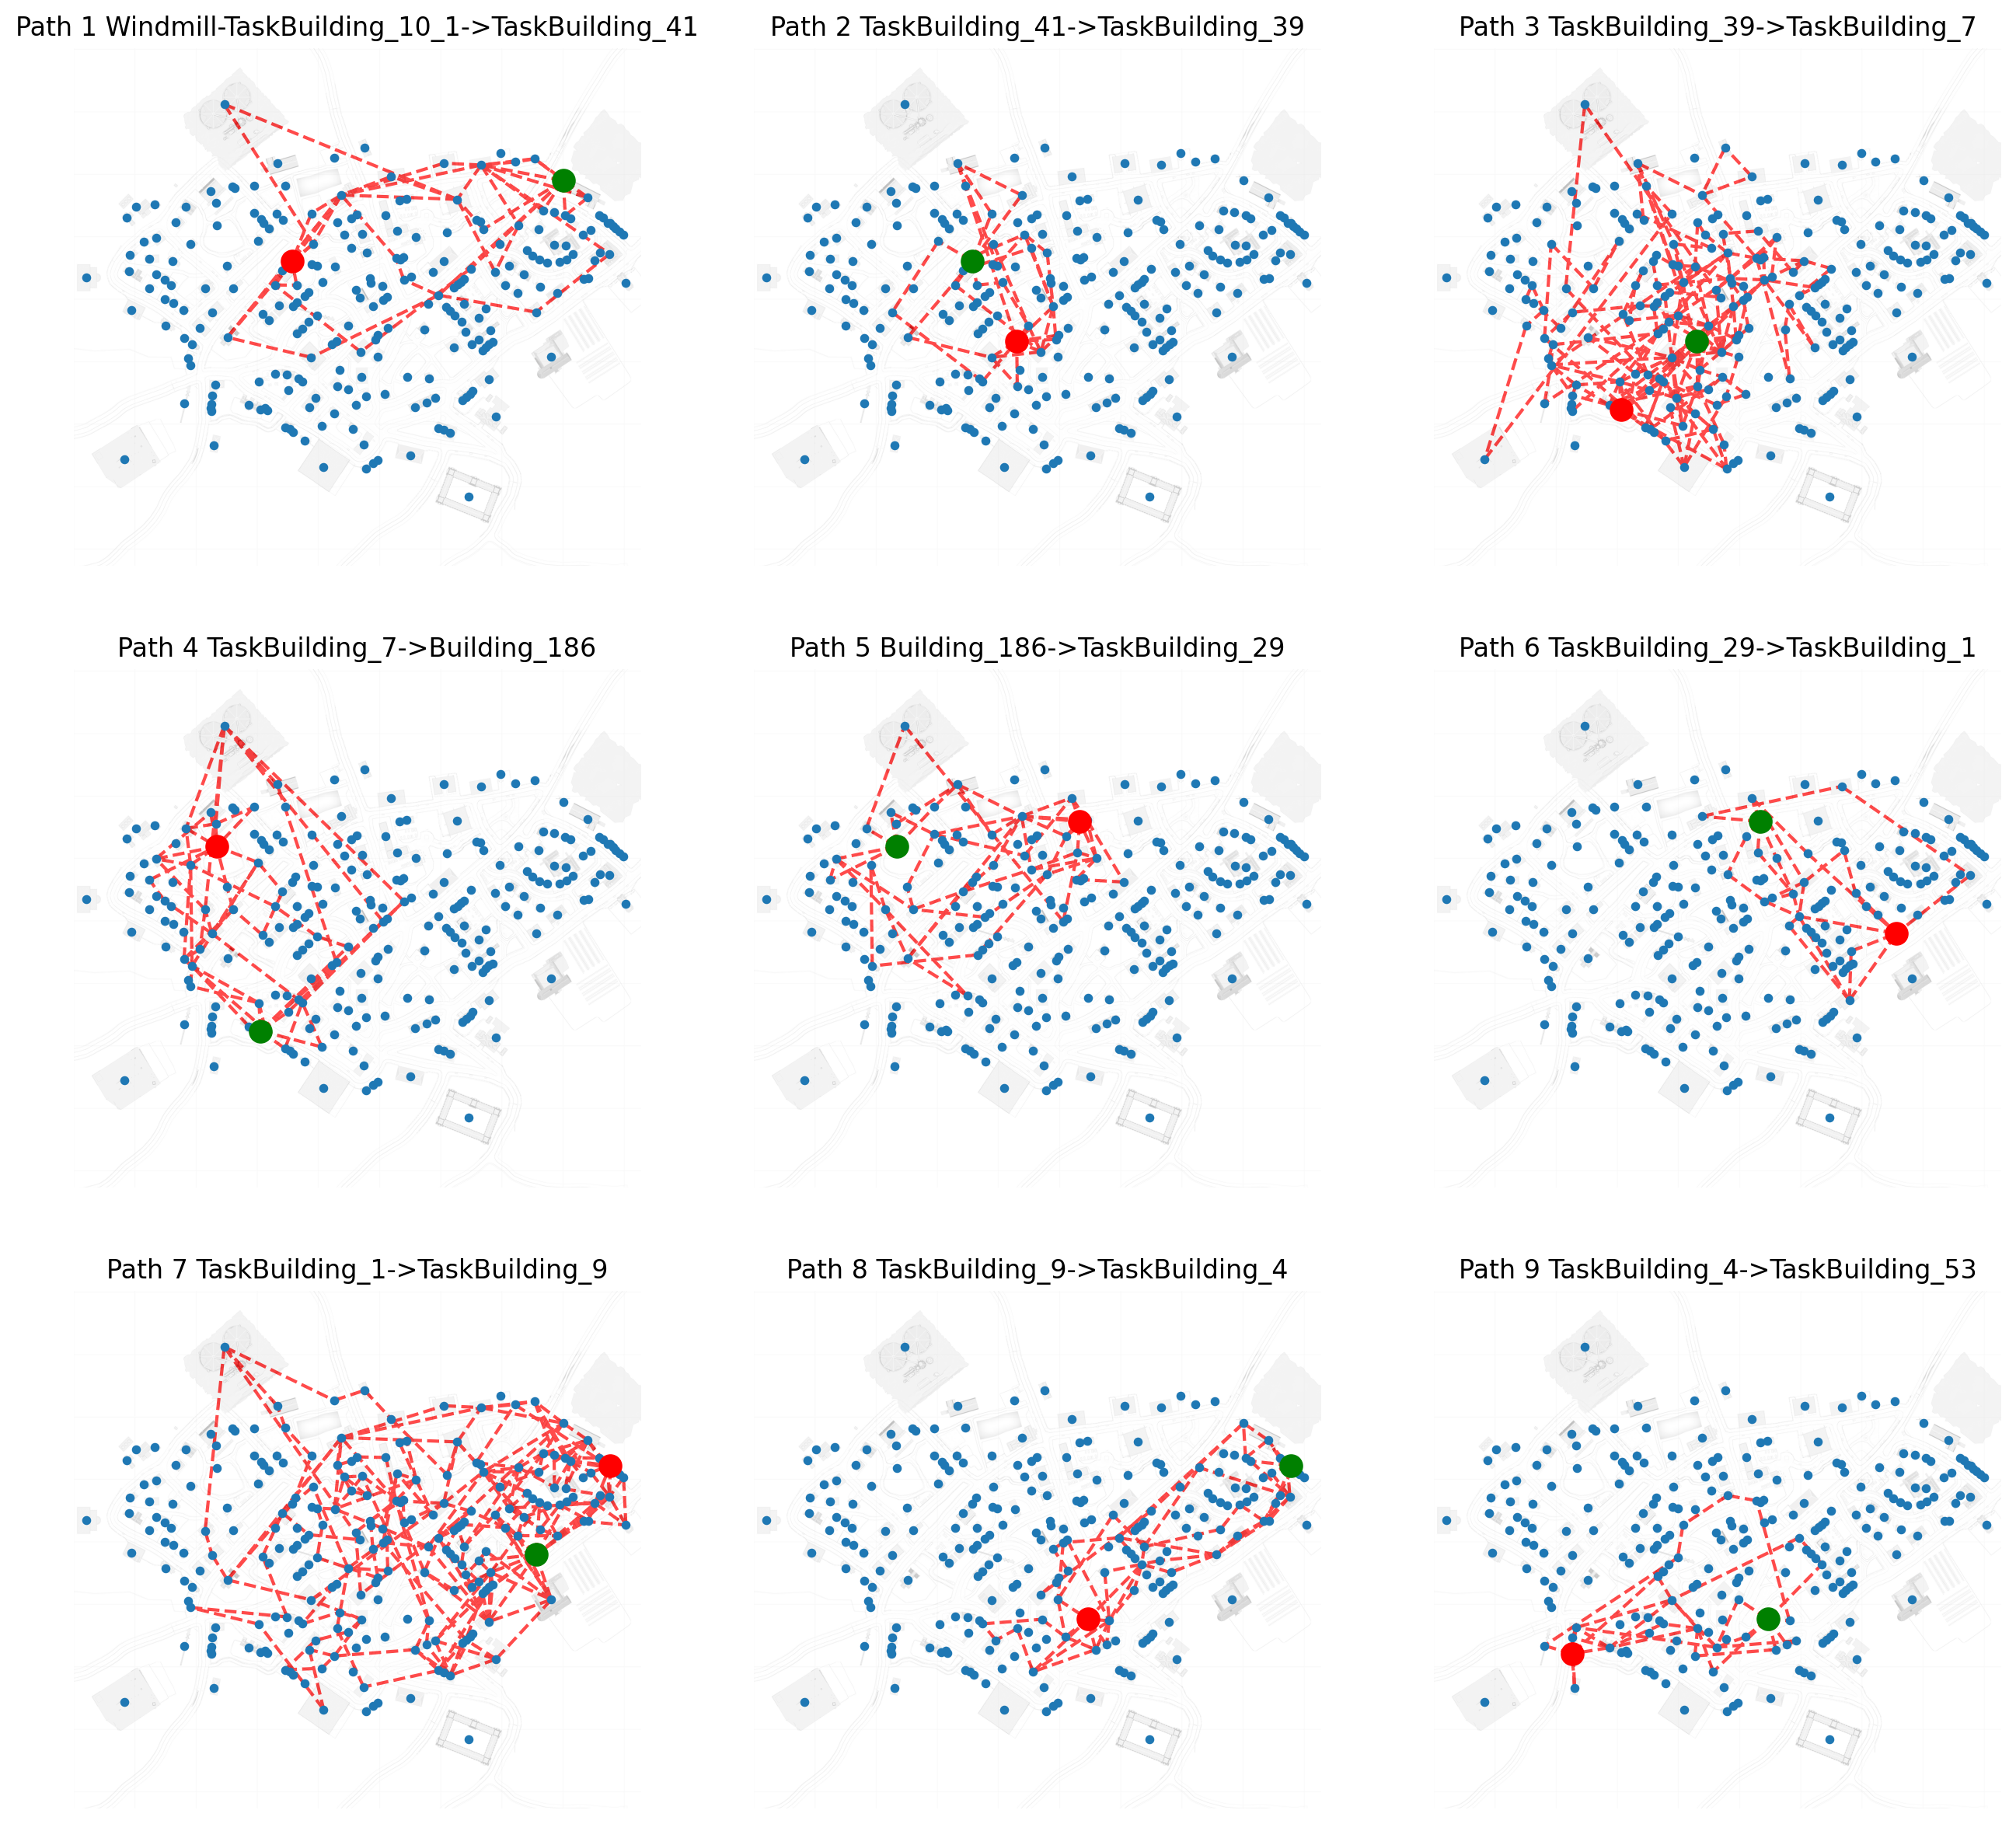 Path 1 Windmill-TaskBuilding_10_1->TaskBuilding_41
Path 2 TaskBuilding_41->TaskBuilding_39
Path 3 TaskBuilding_39->TaskBuilding_7
Path 4 TaskBuilding_7->Building_186
Path 5 Building_186->TaskBuilding_29
Path 6 TaskBuilding_29->TaskBuilding_1
Path 7 TaskBuilding_1->TaskBuilding_9
Path 8 TaskBuilding_9->TaskBuilding_4
Path 9 TaskBuilding_4->TaskBuilding_53